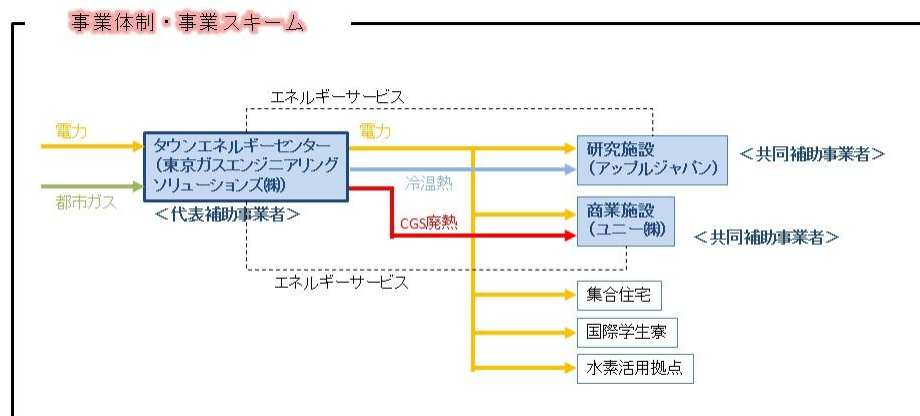 事業体制・事業スキーム
エネルギーサービス
電力
電力
タウンエネルギーセンター
(東京ガスエンジニアリング
ソリューションズ㈱)
研究施設
(アップルジャパン)
＜共同補助事業者＞
冷温熱
都市ガス
＜代表補助事業者＞
CGS廃熱
商業施設
(ユニー㈱)
＜共同補助事業者＞
エネルギーサービス
集合住宅
国際学生寮
水素活用拠点